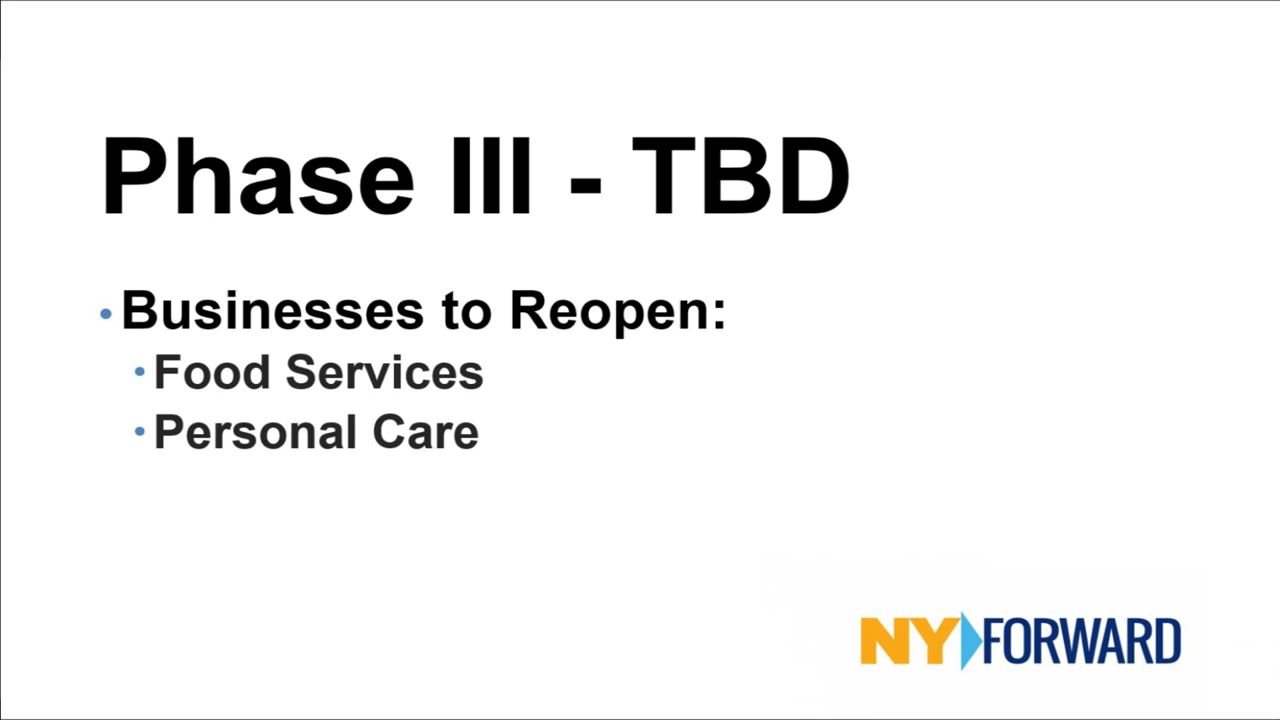 Phase III - TBD
• Businesses to Reopen:
• Food Services
• Personal Care
NY FORWARD